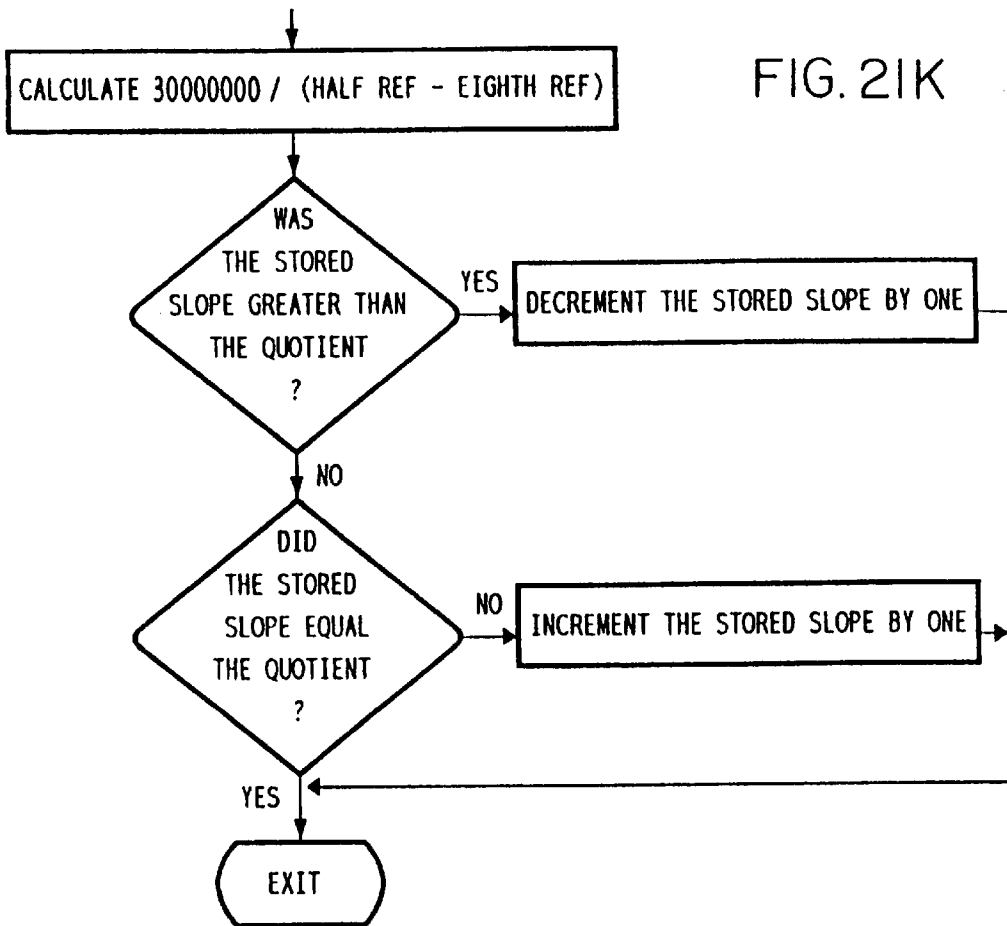 FIG. 21K
CALCULATE 30000000 / (HALF REF - EIGHTH REF)
WAS
THE STORED
SLOPE GREATER THAN
THE QUOTIENT
?
YES
DECREMENT THE STORED SLOPE BY ONE
NO
DID
THE STORED
SLOPE EQUAL
THE QUOTIENT
?
NO
INCREMENT THE STORED SLOPE BY ONE
YES
EXIT